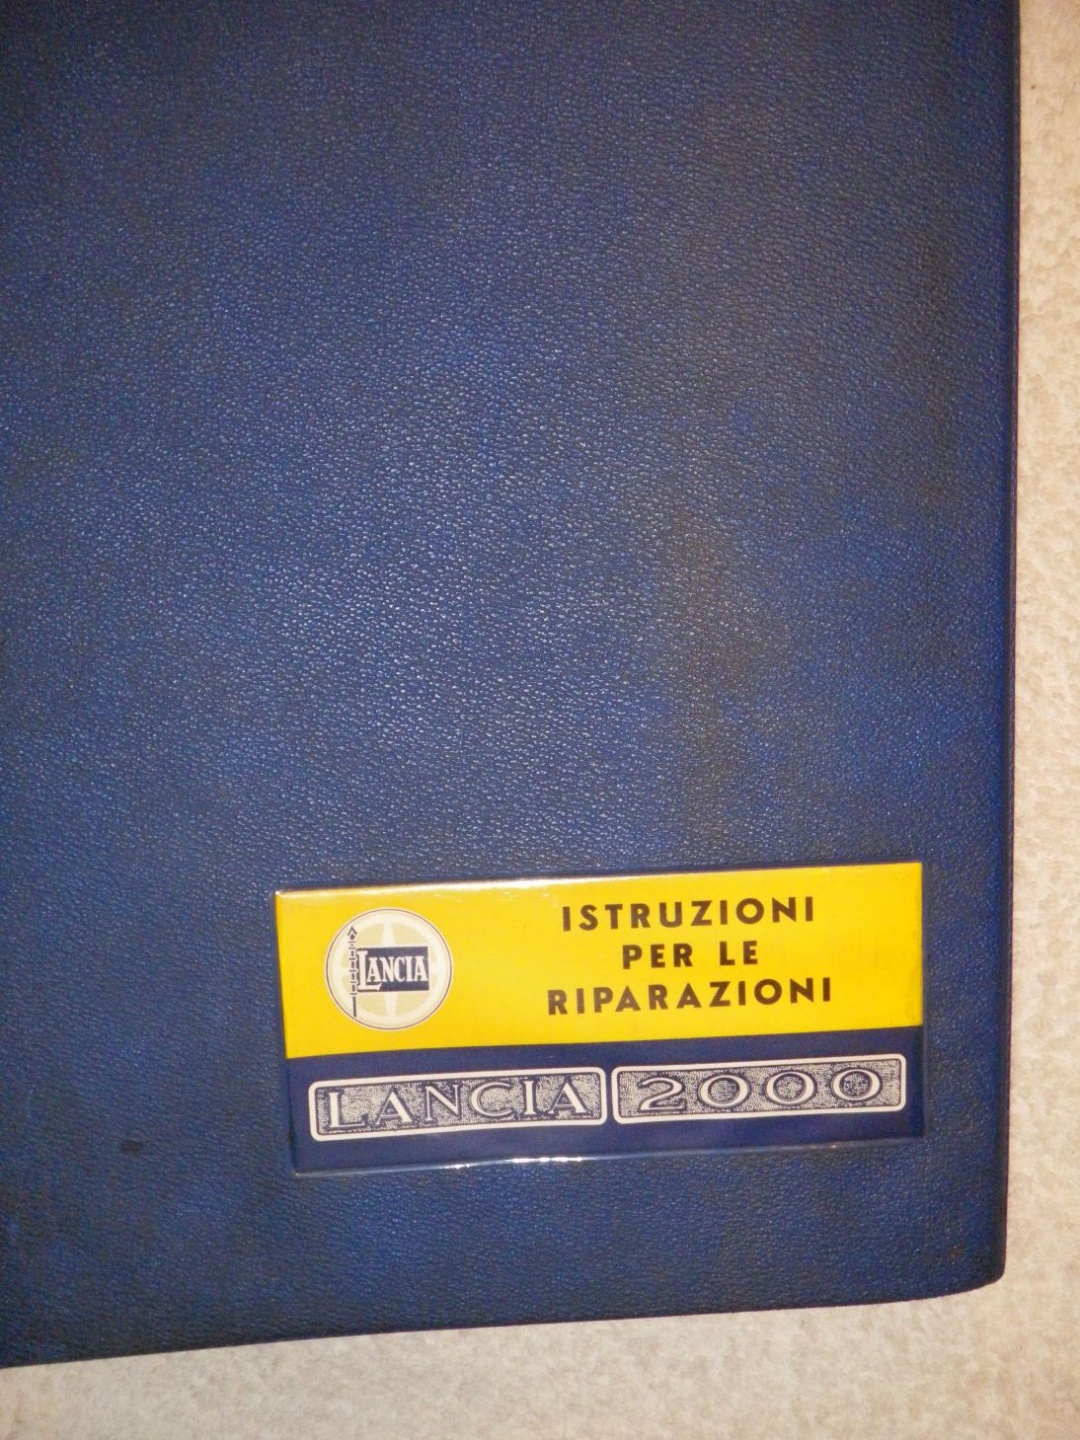 ISTRUZIONI
PER LE
RIPARAZIONI
LANCIA
LANCIA 2000